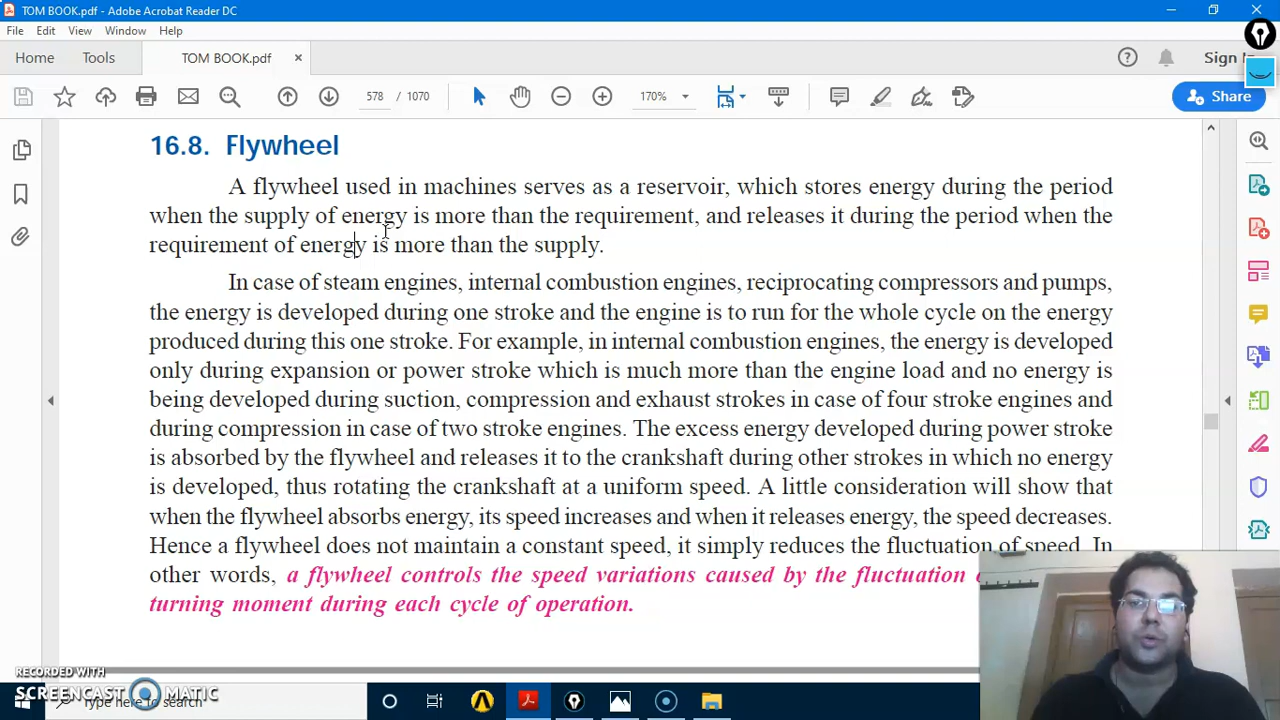 TOM BOOK.pdf - Adobe Acrobat Reader DC
File Edit View Window Help
Home Tools TOM BOOK.pdf × Sign
578 / 1070 170% Share
16.8. Flywheel
A flywheel used in machines serves as a reservoir, which stores energy during the period
when the supply of energy is more than the requirement, and releases it during the period when the
requirement of energy is more than the supply.
In case of steam engines, internal combustion engines, reciprocating compressors and pumps,
the energy is developed during one stroke and the engine is to run for the whole cycle on the energy
produced during this one stroke. For example, in internal combustion engines, the energy is developed
only during expansion or power stroke which is much more than the engine load and no energy is
being developed during suction, compression and exhaust strokes in case of four stroke engines and
during compression in case of two stroke engines. The excess energy developed during power stroke
is absorbed by the flywheel and releases it to the crankshaft during other strokes in which no energy
is developed, thus rotating the crankshaft at a uniform speed. A little consideration will show that
when the flywheel absorbs energy, its speed increases and when it releases energy, the speed decreases.
Hence a flywheel does not maintain a constant speed, it simply reduces the fluctuation of speed. In
other words, a flywheel controls the speed variations caused by the fluctuation
turning moment during each cycle of operation.
RECORDED WITH
SCREENCAST MATIC
Type here to search